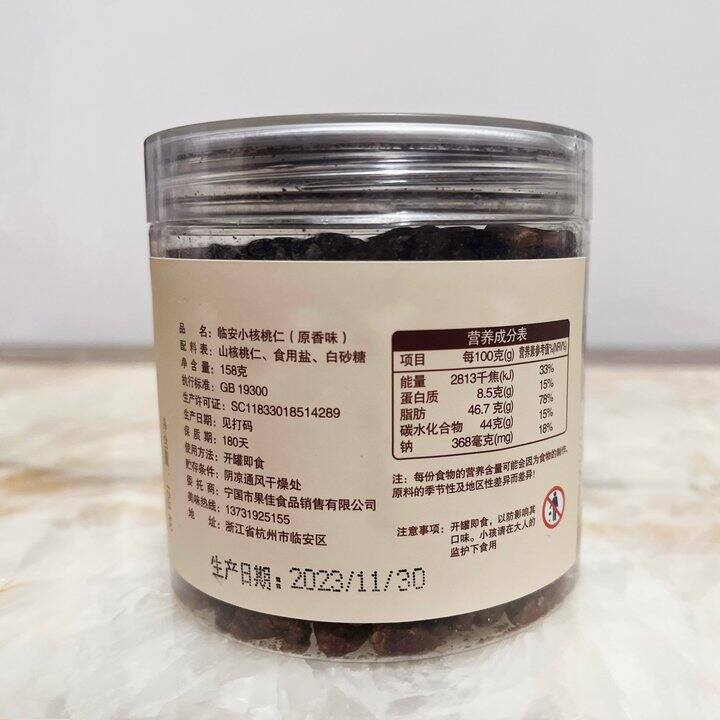 品 名：临安小核桃仁（原香味）
配 料 表：山核桃仁、食用盐、白砂糖
净 含 量：158克
执行标准：GB 19300
生产许可证：SC11833018514289
生产日期：见打码
保 质 期：180天
使用方法：开罐即食
贮存条件：阴凉通风干燥处
委 托 商：宁国市果佳食品销售有限公司
美味热线：13731925155
地 址：浙江省杭州市临安区
生产日期：2023/11/30
营养成分表
项目 每100克(g) 营养素参考值%(NRV%)
能量 2813千焦(kJ) 33%
蛋白质 8.5克(g) 15%
脂肪 46.7 克(g) 78%
碳水化合物 44克(g) 15%
钠 368毫克(mg) 18%
注：每份食物的营养含量可能会因为食物的制作、
原料的季节性及地区性差异而差异！
注意事项：开罐即食，以防影响其
口味。小孩请在大人的
监护下食用